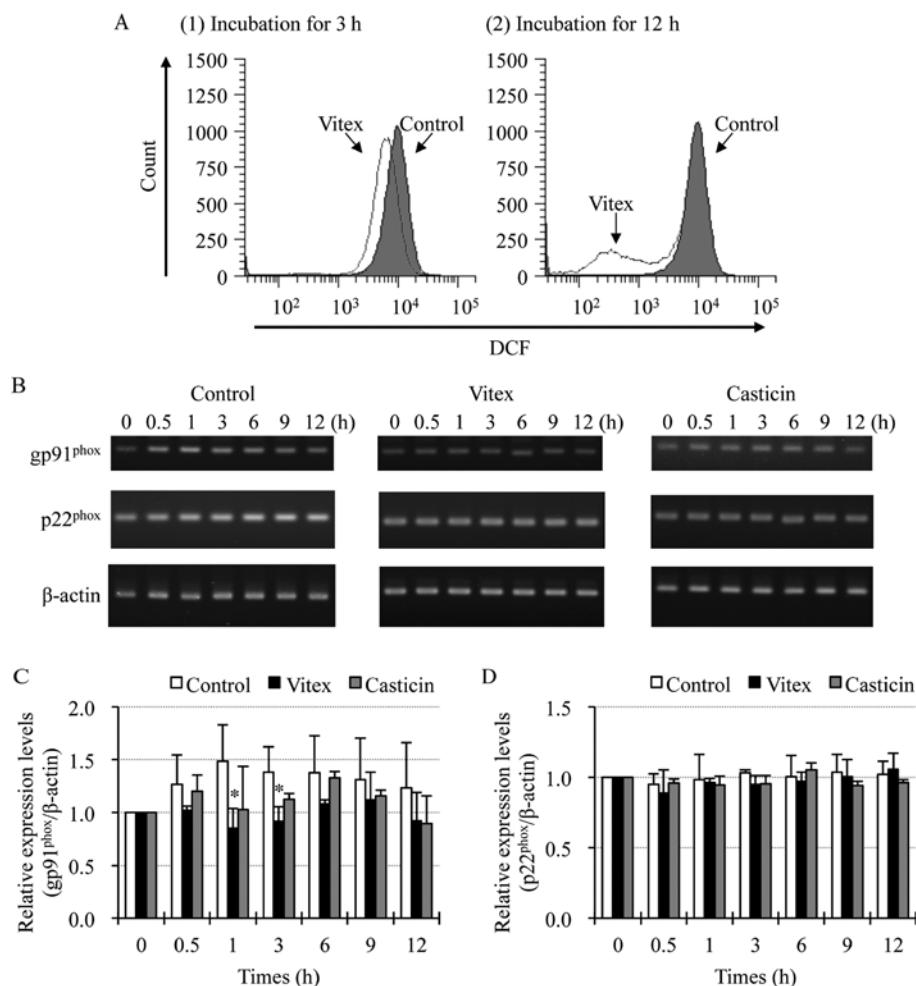 A
(1) Incubation for 3 h
(2) Incubation for 12 h
Count
1500
1250
1000
750
500
250
0
Vitex
Control
10² 10³ 10⁴ 10⁵
1500
1250
1000
750
500
250
0
Vitex
Control
10² 10³ 10⁴ 10⁵
DCF
B
Control Vitex Casticin
0 0.5 1 3 6 9 12 (h) 0 0.5 1 3 6 9 12 (h) 0 0.5 1 3 6 9 12 (h)
gp91ᵖʰᵒˣ
p22ᵖʰᵒˣ
β-actin
C
Control Vitex Casticin
Relative expression levels
(gp91ᵖʰᵒˣ/β-actin)
2.0
1.5
1.0
0.5
0.0
* *
0 0.5 1 3 6 9 12
Times (h)
D
Control Vitex Casticin
Relative expression levels
(p22ᵖʰᵒˣ/β-actin)
1.5
1.0
0.5
0.0
0 0.5 1 3 6 9 12
Times (h)